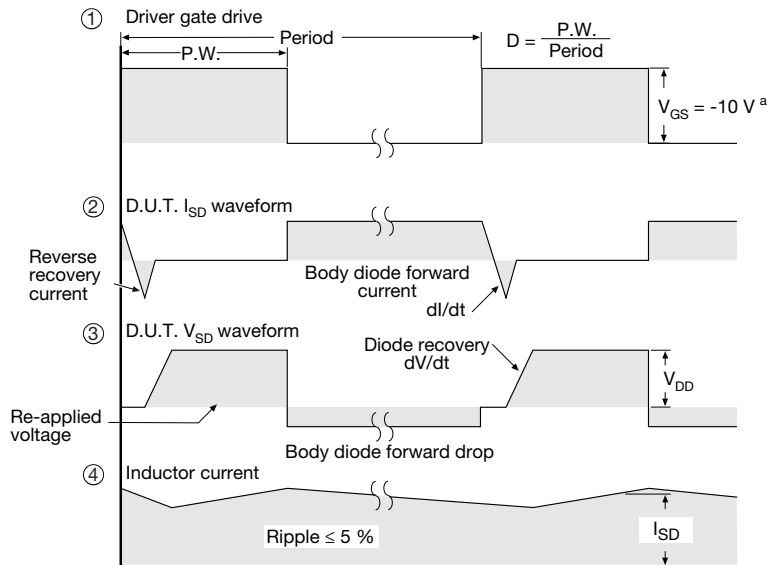 ① Driver gate drive
Period
P.W.
D = P.W.
Period
V_GS = -10 V ᵃ
② D.U.T. I_SD waveform
Reverse
recovery
current
Body diode forward
current
dI/dt
③ D.U.T. V_SD waveform
Diode recovery
dV/dt
V_DD
Re-applied
voltage
Body diode forward drop
④ Inductor current
Ripple ≤ 5 %
I_SD